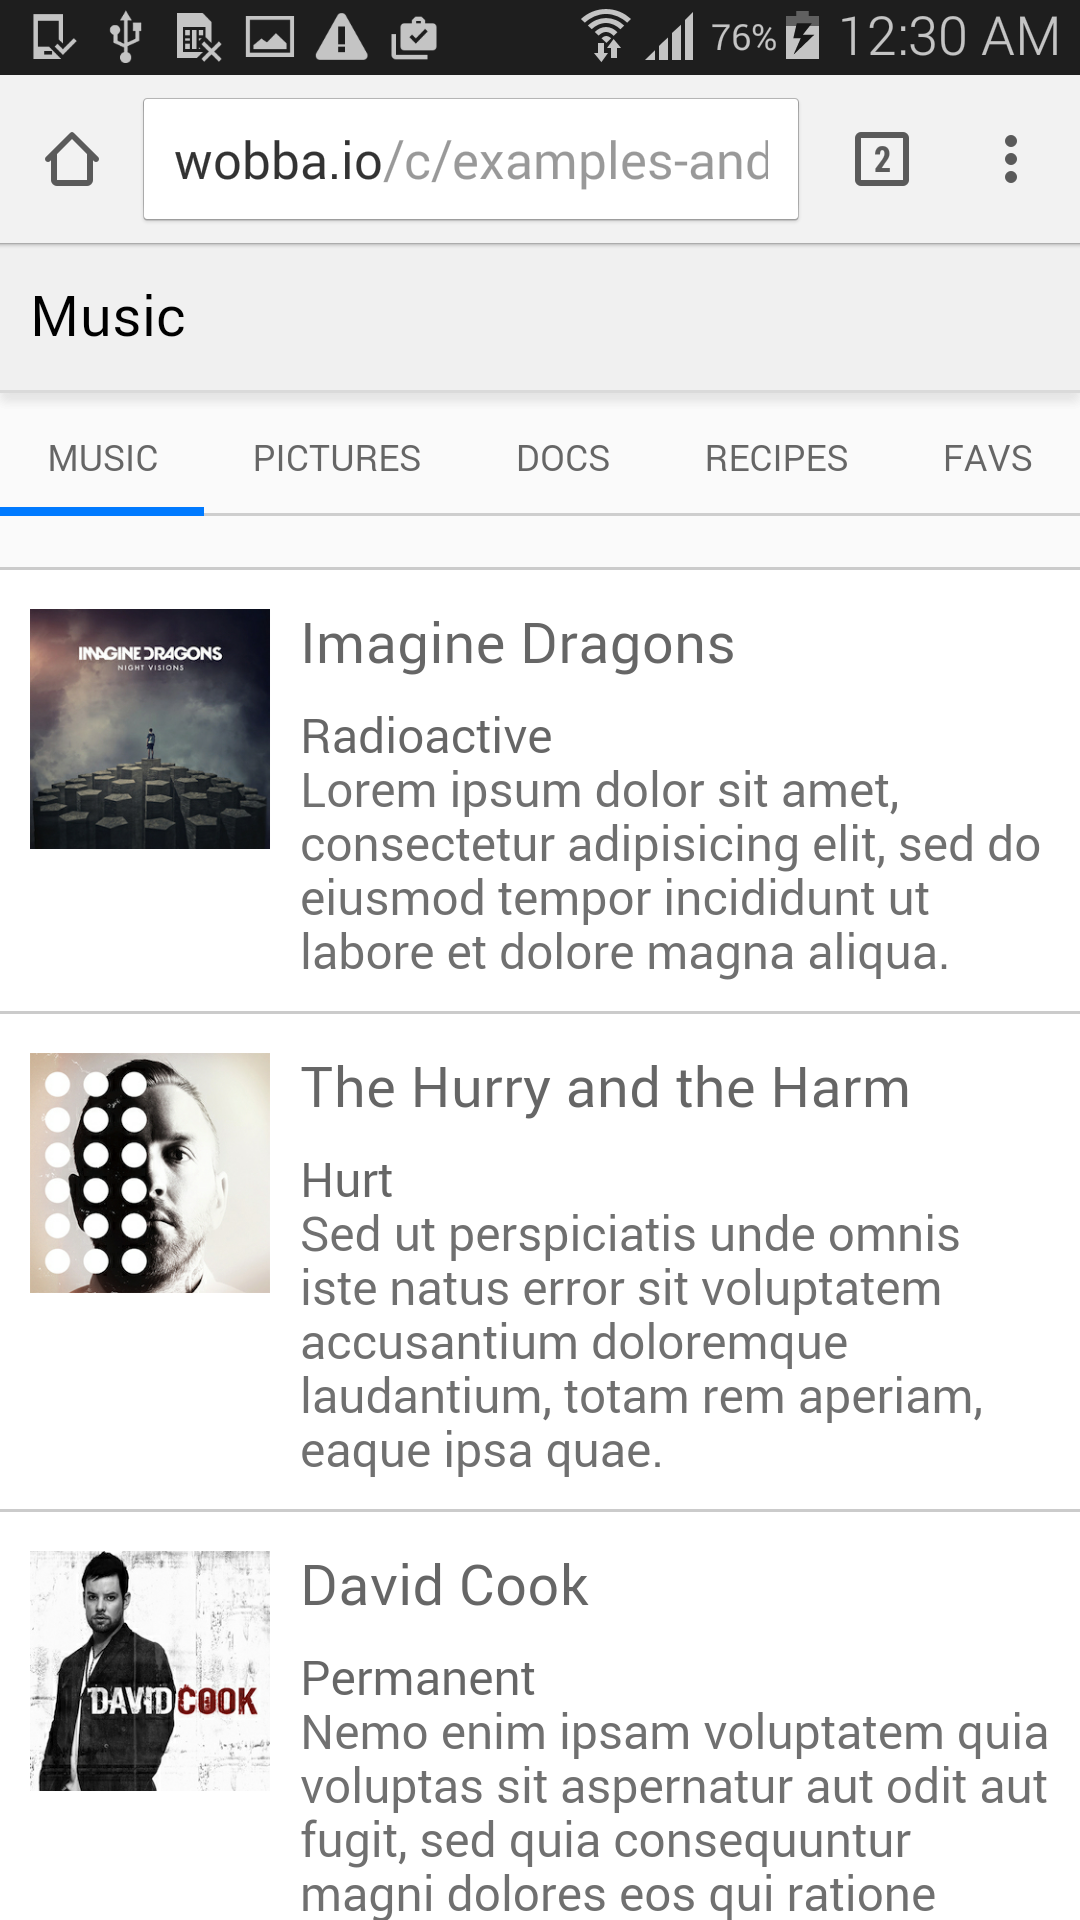 76% 12:30 AM
wobba.io/c/examples-and
2
Music
MUSIC PICTURES DOCS RECIPES FAVS
IMAGINE DRAGONS
NIGHT VISIONS
Imagine Dragons
Radioactive
Lorem ipsum dolor sit amet,
consectetur adipisicing elit, sed do
eiusmod tempor incididunt ut
labore et dolore magna aliqua.
The Hurry and the Harm
Hurt
Sed ut perspiciatis unde omnis
iste natus error sit voluptatem
accusantium doloremque
laudantium, totam rem aperiam,
eaque ipsa quae.
DAVID COOK
David Cook
Permanent
Nemo enim ipsam voluptatem quia
voluptas sit aspernatur aut odit aut
fugit, sed quia consequuntur
magni dolores eos qui ratione